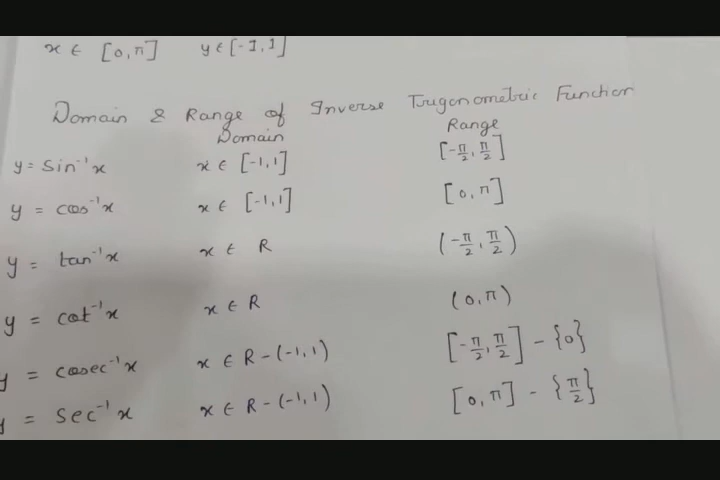 x ∈ [0, π] y ∈ [-1, 1]
Domain & Range of Inverse Trigonometric Function
Domain Range
y = sin⁻¹x x ∈ [-1, 1] [-π/2, π/2]
y = cos⁻¹x x ∈ [-1, 1] [0, π]
y = tan⁻¹x x ∈ R (-π/2, π/2)
y = cot⁻¹x x ∈ R (0, π)
y = cosec⁻¹x x ∈ R - (-1, 1) [-π/2, π/2] - {0}
y = sec⁻¹x x ∈ R - (-1, 1) [0, π] - {π/2}